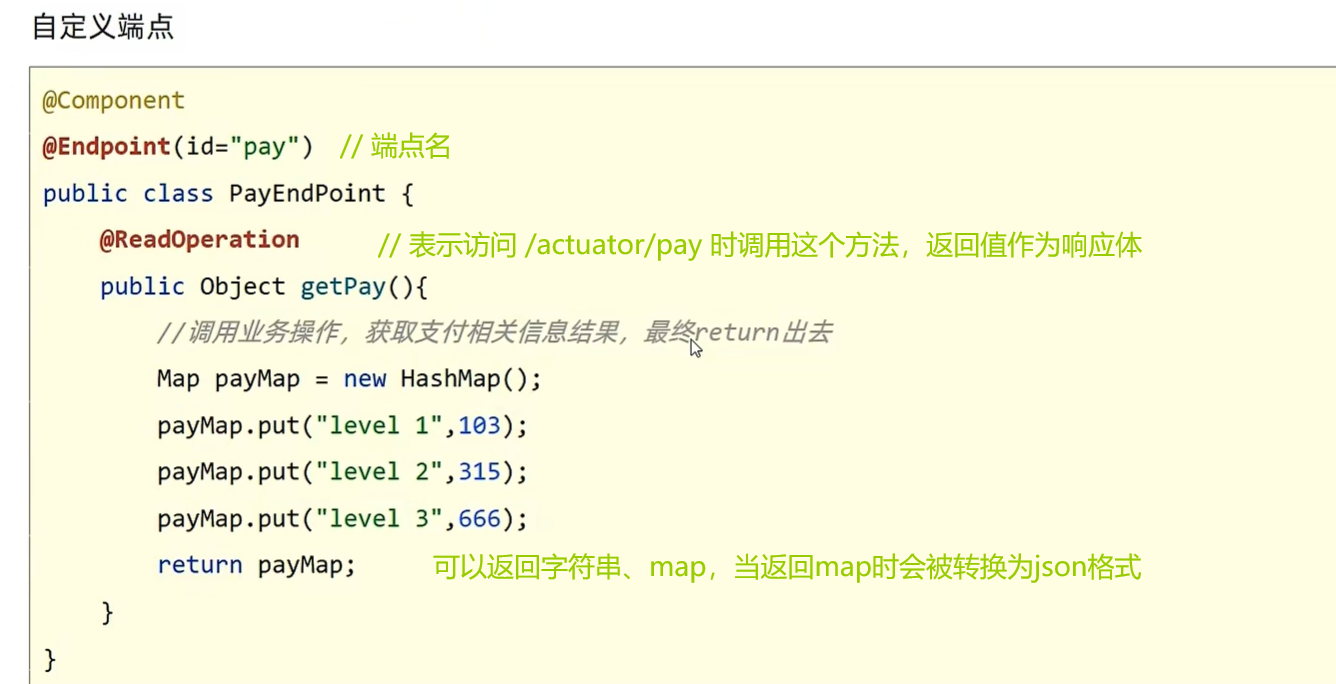 自定义端点
@Component
@Endpoint(id="pay") // 端点名
public class PayEndPoint {
@ReadOperation // 表示访问 /actuator/pay 时调用这个方法，返回值作为响应体
public Object getPay(){
//调用业务操作，获取支付相关信息结果，最终return出去
Map payMap = new HashMap();
payMap.put("level 1",103);
payMap.put("level 2",315);
payMap.put("level 3",666);
return payMap; 可以返回字符串、map，当返回map时会被转换为json格式
}
}